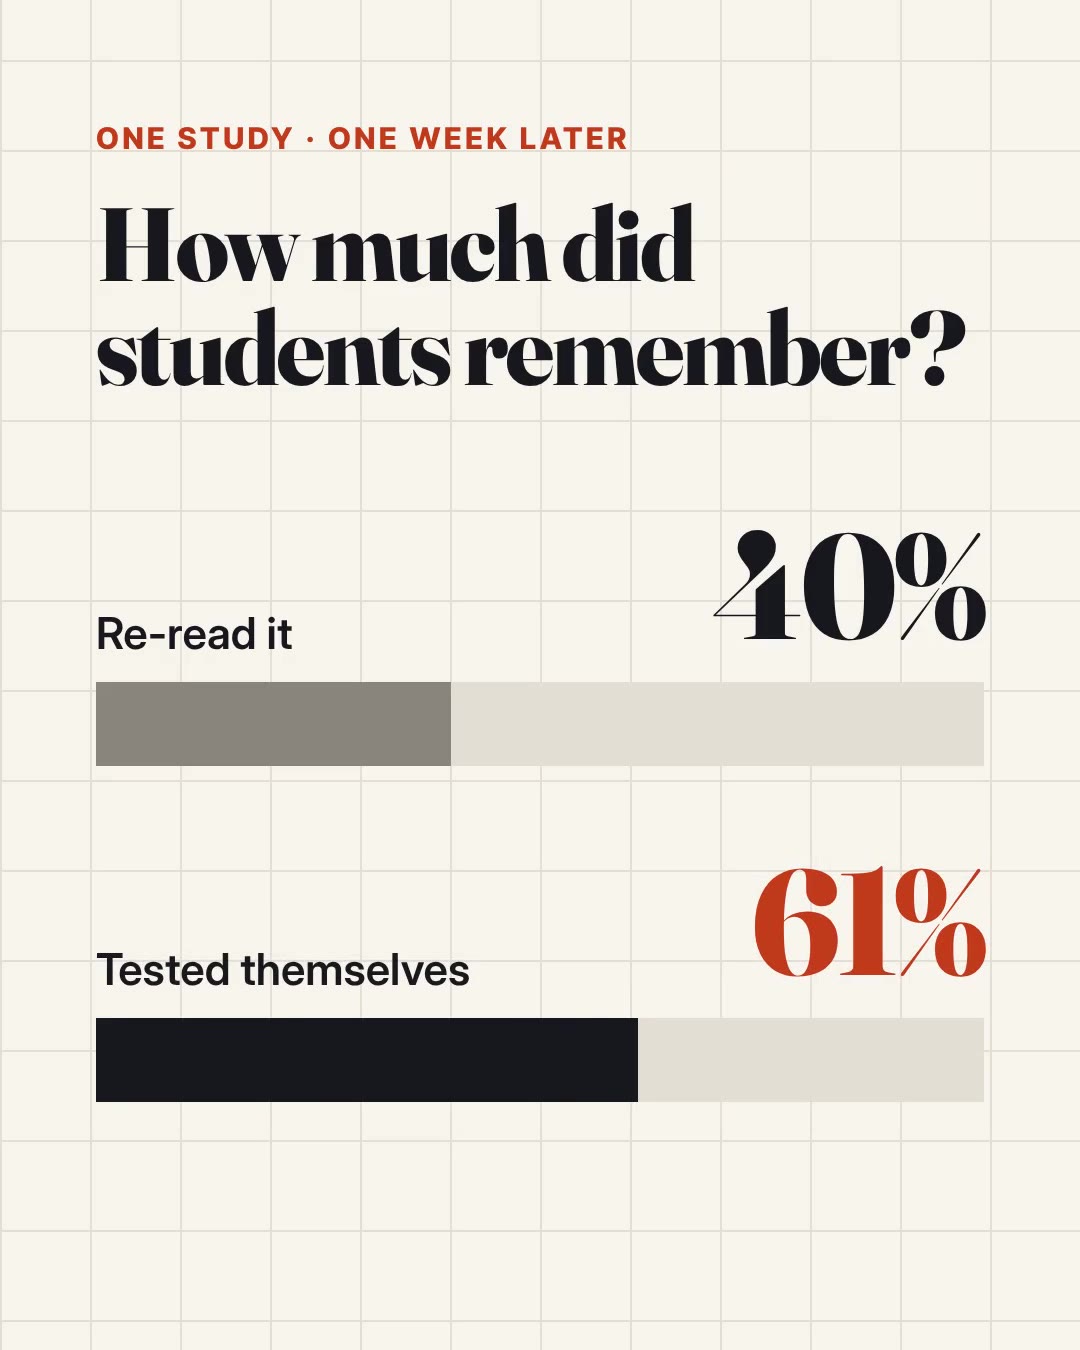 ONE STUDY · ONE WEEK LATER
How much did
students remember?
40%
Re-read it
61%
Tested themselves